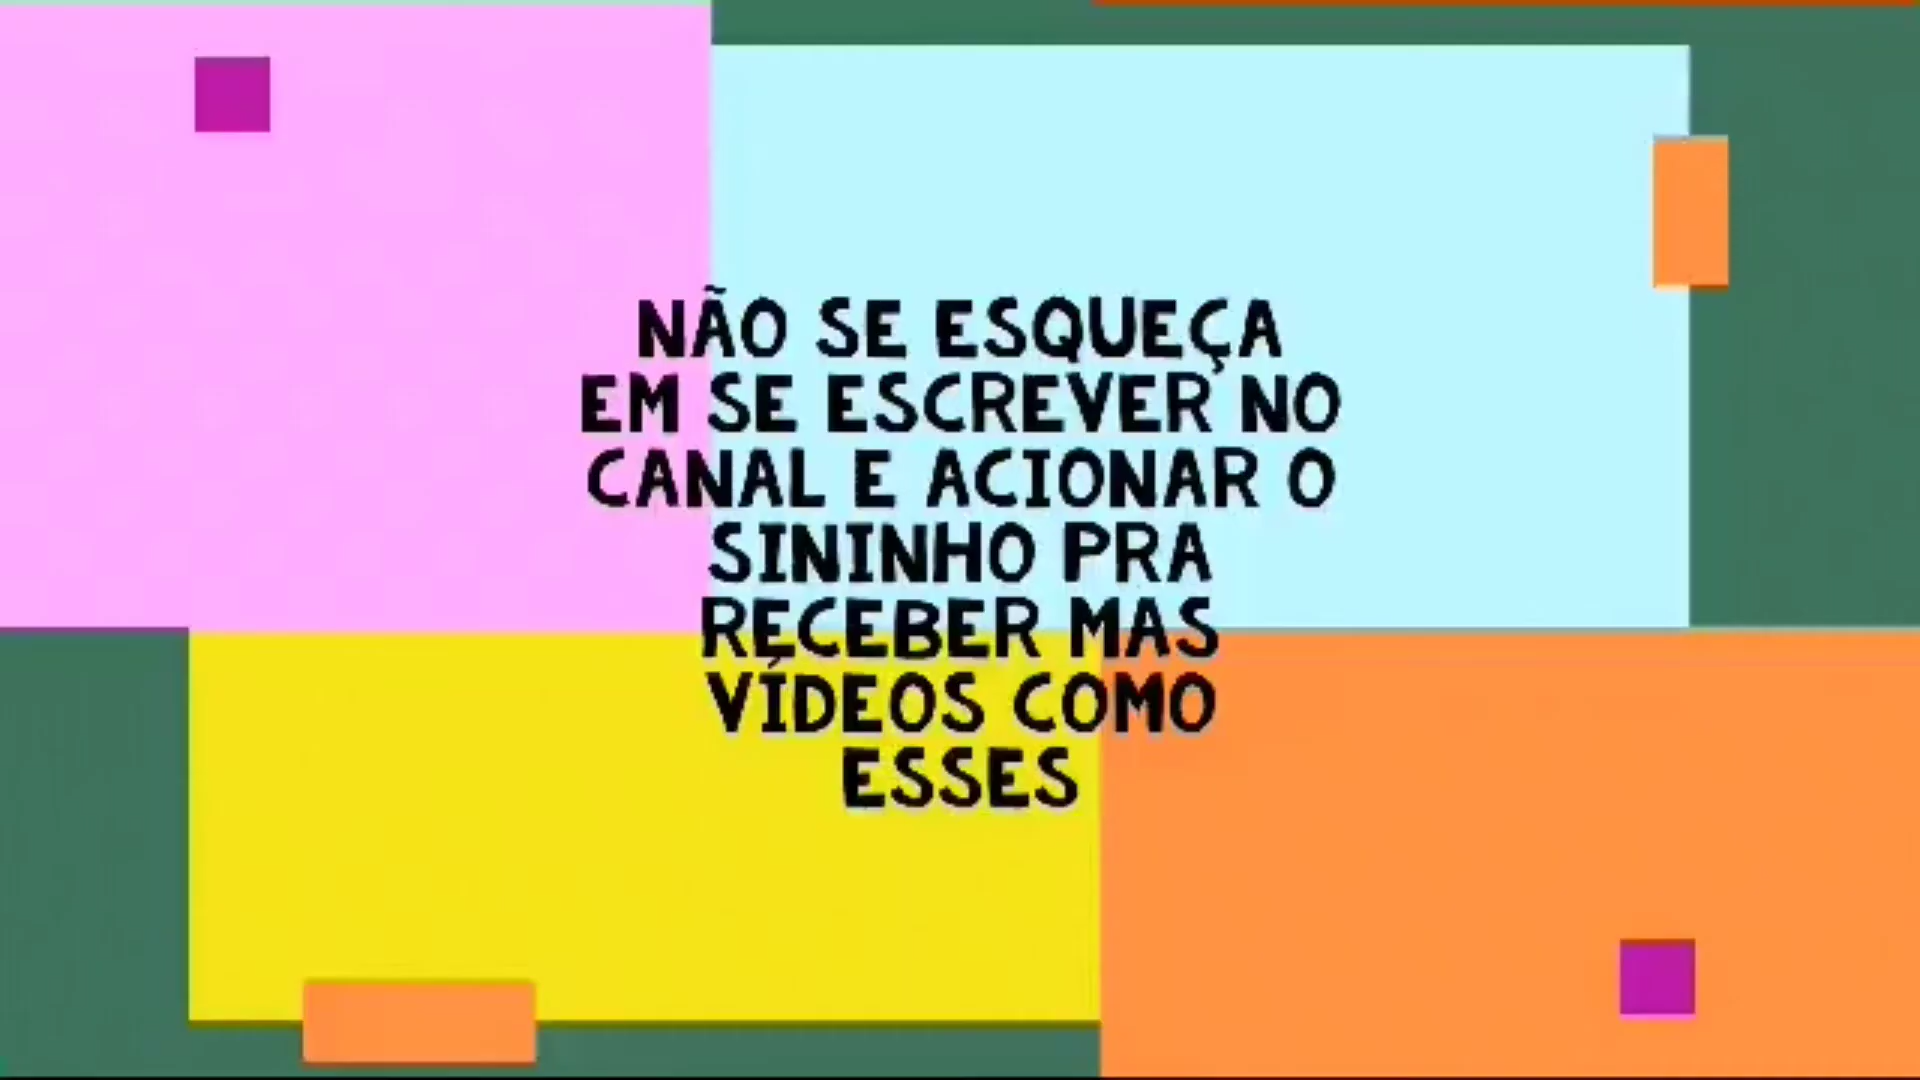 NÃO SE ESQUEÇA
EM SE ESCREVER NO
CANAL E ACIONAR O
SININHO PRA
RECEBER MAS
VÍDEOS COMO
ESSES